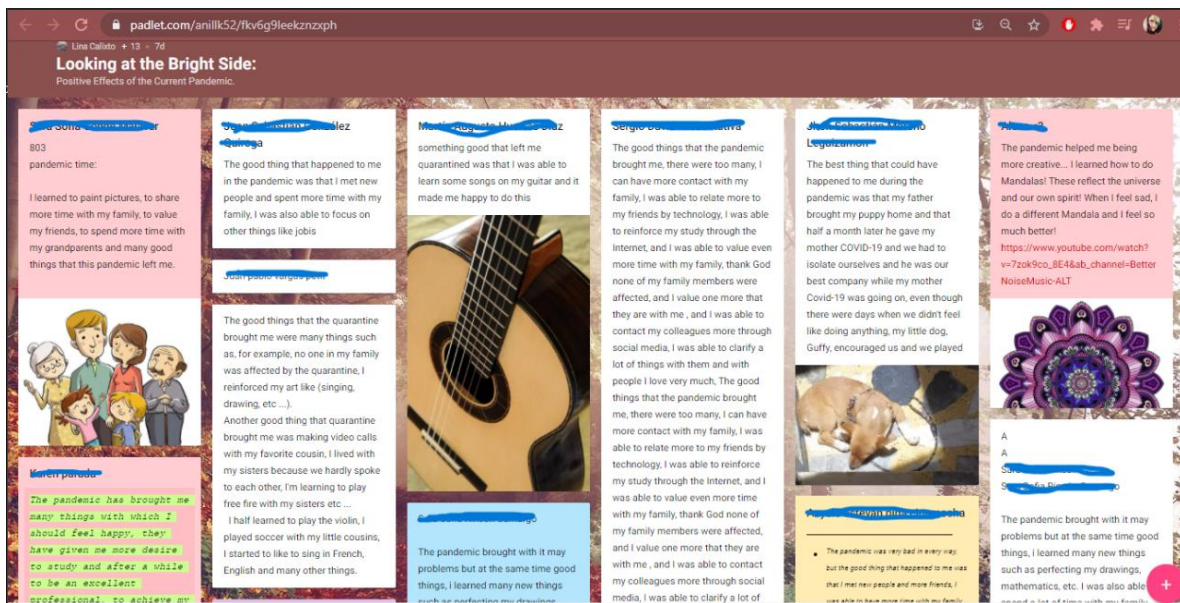 padlet.com/anillk52/fkv6g9leekznzxph
Lina Calixto + 13 • 7d
Looking at the Bright Side:
Positive Effects of the Current Pandemic.
803
pandemic time:
I learned to paint pictures, to share
more time with my family, to value
my friends, to spend more time with
my grandparents and many good
things that this pandemic left me.
The pandemic has brought me
many things with which I
should feel happy, they
have given me more desire
to study and after a while
to be an excellent
professional, to achieve my
The good thing that happened to me
in the pandemic was that I met new
people and spent more time with my
family, I was also able to focus on
other things like jobis
The good things that the quarantine
brought me were many things such
as, for example, no one in my family
was affected by the quarantine, I
reinforced my art like (singing,
drawing, etc ...).
Another good thing that quarantine
brought me was making video calls
with my favorite cousin, I lived with
my sisters because we hardly spoke
to each other, I'm learning to play
free fire with my sisters etc ...
I half learned to play the violin, I
played soccer with my little cousins,
I started to like to sing in French,
English and many other things.
something good that left me
quarantined was that I was able to
learn some songs on my guitar and it
made me happy to do this
The pandemic brought with it may
problems but at the same time good
things, i learned many new things
such as perfecting my drawings
The good things that the pandemic
brought me, there were too many, I
can have more contact with my
family, I was able to relate more to
my friends by technology, I was able
to reinforce my study through the
Internet, and I was able to value even
more time with my family, thank God
none of my family members were
affected, and I value one more that
they are with me , and I was able to
contact my colleagues more through
social media, I was able to clarify a
lot of things with them and with
people I love very much, The good
things that the pandemic brought
me, there were too many, I can have
more contact with my family, I was
able to relate more to my friends by
technology, I was able to reinforce
my study through the Internet, and I
was able to value even more time
with my family, thank God none of
my family members were affected,
and I value one more that they are
with me , and I was able to contact
my colleagues more through social
media, I was able to clarify a lot of
The best thing that could have
happened to me during the
pandemic was that my father
brought my puppy home and that
half a month later he gave my
mother COVID-19 and we had to
isolate ourselves and he was our
best company while my mother
Covid-19 was going on, even though
there were days when we didn't feel
like doing anything, my little dog,
Guffy, encouraged us and we played
The pandemic was very bad in every way,
but the good thing that happened to me was
that I met new people and more friends, I
was able to have more time with my family
The pandemic helped me being
more creative... I learned how to do
Mandalas! These reflect the universe
and our own spirit! When I feel sad, I
do a different Mandala and I feel so
much better!
https://www.youtube.com/watch?
v=7zok9co_8E4&ab_channel=Better
NoiseMusic-ALT
A
A
The pandemic brought with it may
problems but at the same time good
things, i learned many new things
such as perfecting my drawings,
mathematics, etc. I was also able
spend a lot of time with my family